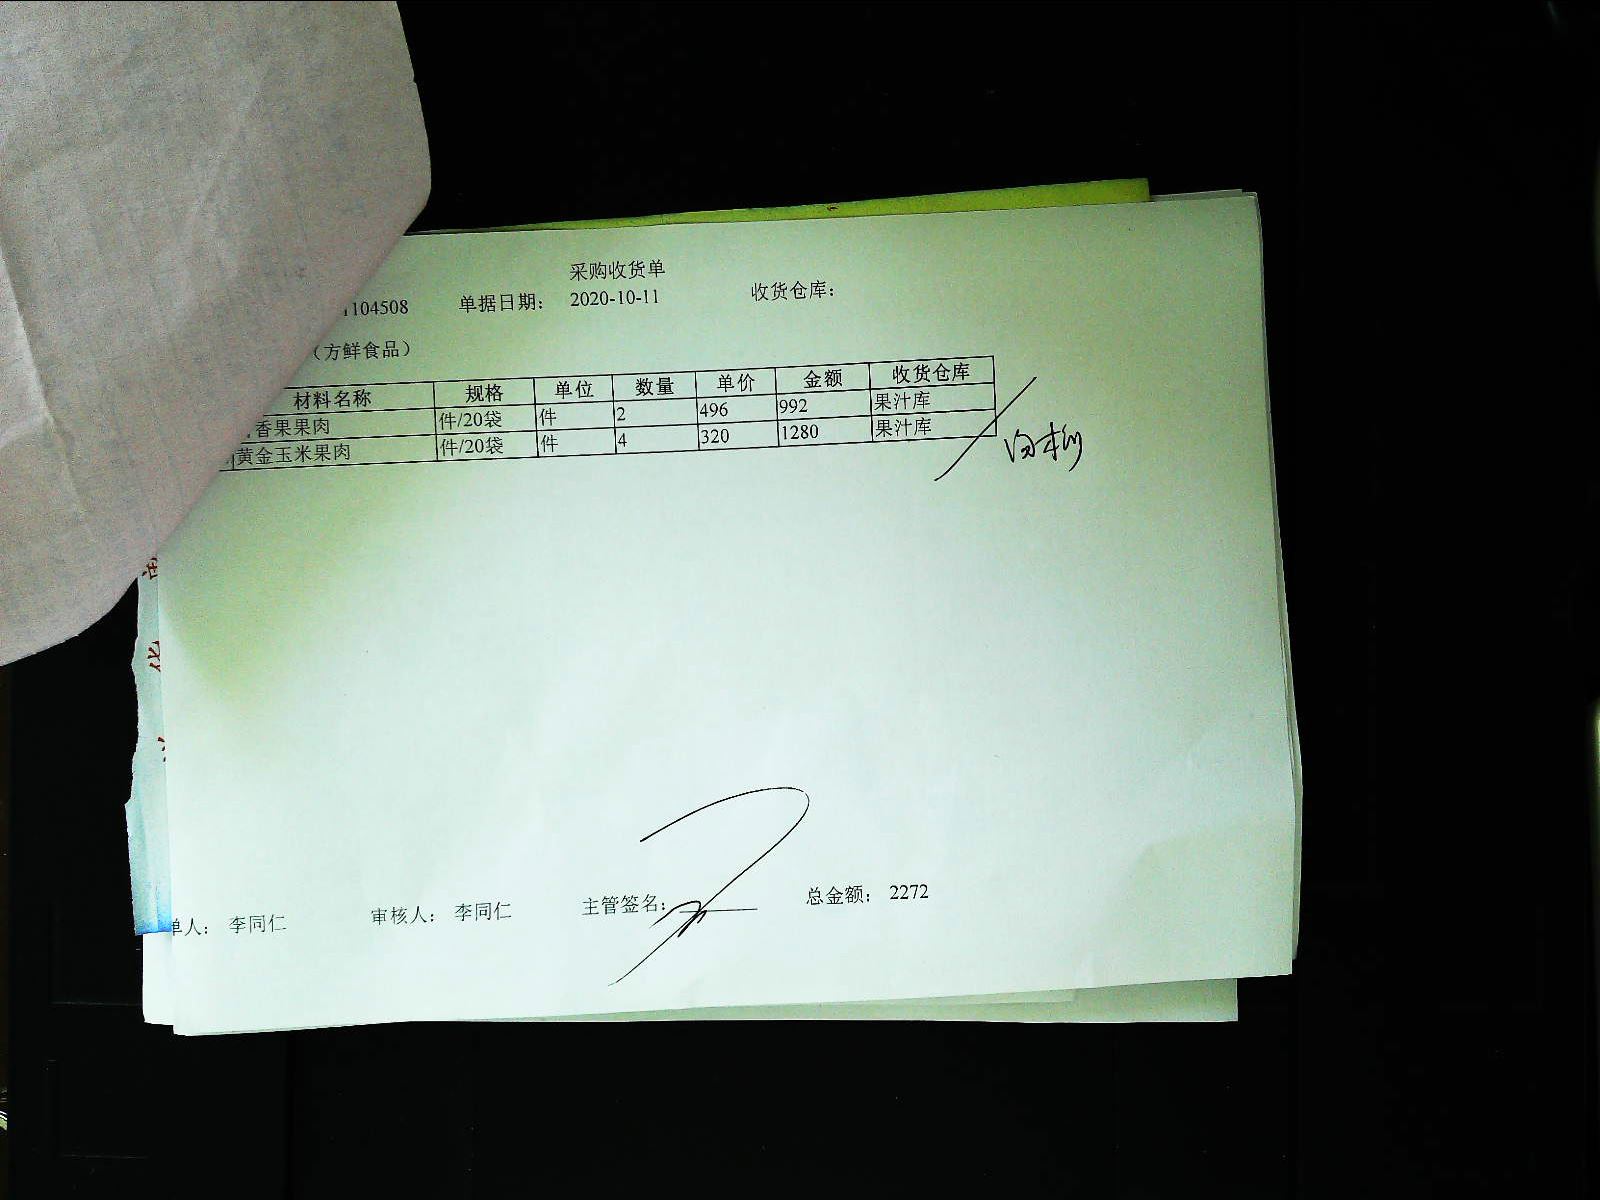 采购收货单
1104508 单据日期： 2020-10-11 收货仓库：
（方鲜食品）
材料名称 规格 单位 数量 单价 金额 收货仓库
香果果肉 件/20袋 件 2 496 992 果汁库
黄金玉米果肉 件/20袋 件 4 320 1280 果汁库
单人： 李同仁 审核人： 李同仁 主管签名： 总金额： 2272